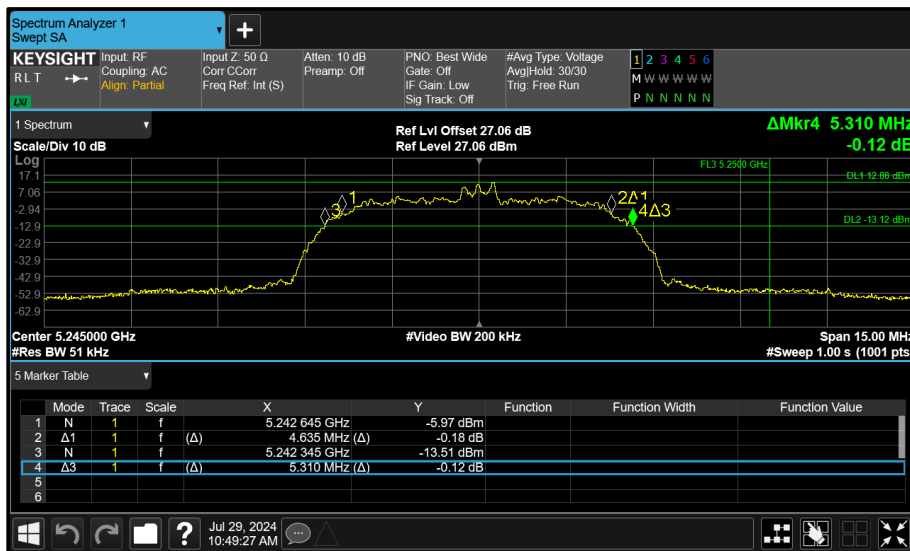 Spectrum Analyzer 1
Swept SA
KEYSIGHT
R L T
LXI
Input: RF
Coupling: AC
Align: Partial
Input Z: 50 Ω
Corr CCorr
Freq Ref: Int (S)
Atten: 10 dB
Preamp: Off
PNO: Best Wide
Gate: Off
IF Gain: Low
Sig Track: Off
#Avg Type: Voltage
Avg|Hold: 30/30
Trig: Free Run
1 2 3 4 5 6
M W W W W W
P N N N N N
1 Spectrum
Scale/Div 10 dB
Ref Lvl Offset 27.06 dB
Ref Level 27.06 dBm
ΔMkr4 5.310 MHz
-0.12 dB
Log
17.1
7.06
-2.94
-12.9
-22.9
-32.9
-42.9
-52.9
-62.9
FL3 5.2500 GHz
DL1 12.88 dBm
DL2 -13.12 dBm
1
3
2Δ1
4Δ3
Center 5.245000 GHz
#Video BW 200 kHz
Span 15.00 MHz
#Res BW 51 kHz
#Sweep 1.00 s (1001 pts
5 Marker Table
Mode Trace Scale X Y Function Function Width Function Value
1 N 1 f 5.242 645 GHz -5.97 dBm
2 Δ1 1 f (Δ) 4.635 MHz (Δ) -0.18 dB
3 N 1 f 5.242 345 GHz -13.51 dBm
4 Δ3 1 f (Δ) 5.310 MHz (Δ) -0.12 dB
5
6
?
Jul 29, 2024
10:49:27 AM